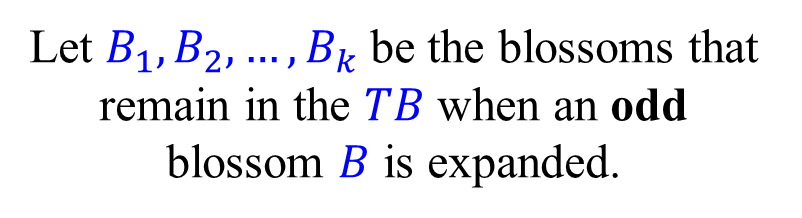 Let B₁, B₂, ... , Bₖ be the blossoms that
remain in the TB when an odd
blossom B is expanded.